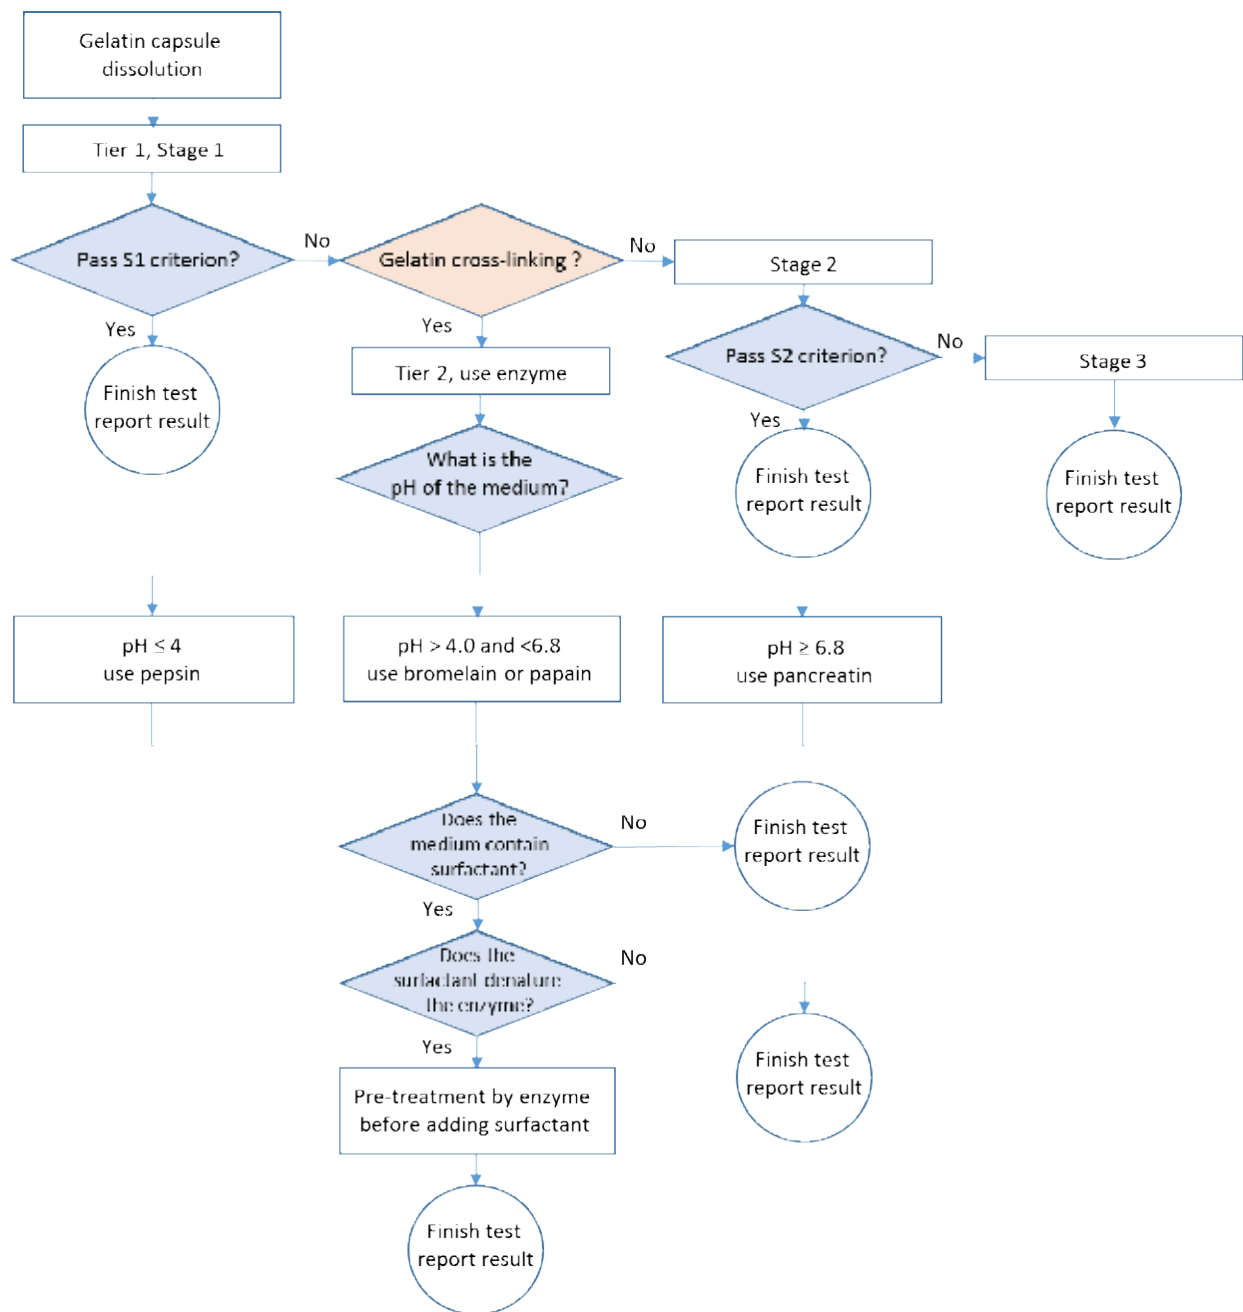 Gelatin capsule
dissolution
Tier 1, Stage 1
Pass S1 criterion?
No
Gelatin cross-linking ?
No
Stage 2
Yes
Yes
Pass S2 criterion?
No
Stage 3
Finish test
report result
Tier 2, use enzyme
Yes
What is the
pH of the medium?
Finish test
report result
Finish test
report result
pH ≤ 4
use pepsin
pH > 4.0 and <6.8
use bromelain or papain
pH ≥ 6.8
use pancreatin
Does the
medium contain
surfactant?
No
Finish test
report result
Yes
Does the
surfactant denature
the enzyme?
No
Yes
Finish test
report result
Pre-treatment by enzyme
before adding surfactant
Finish test
report result